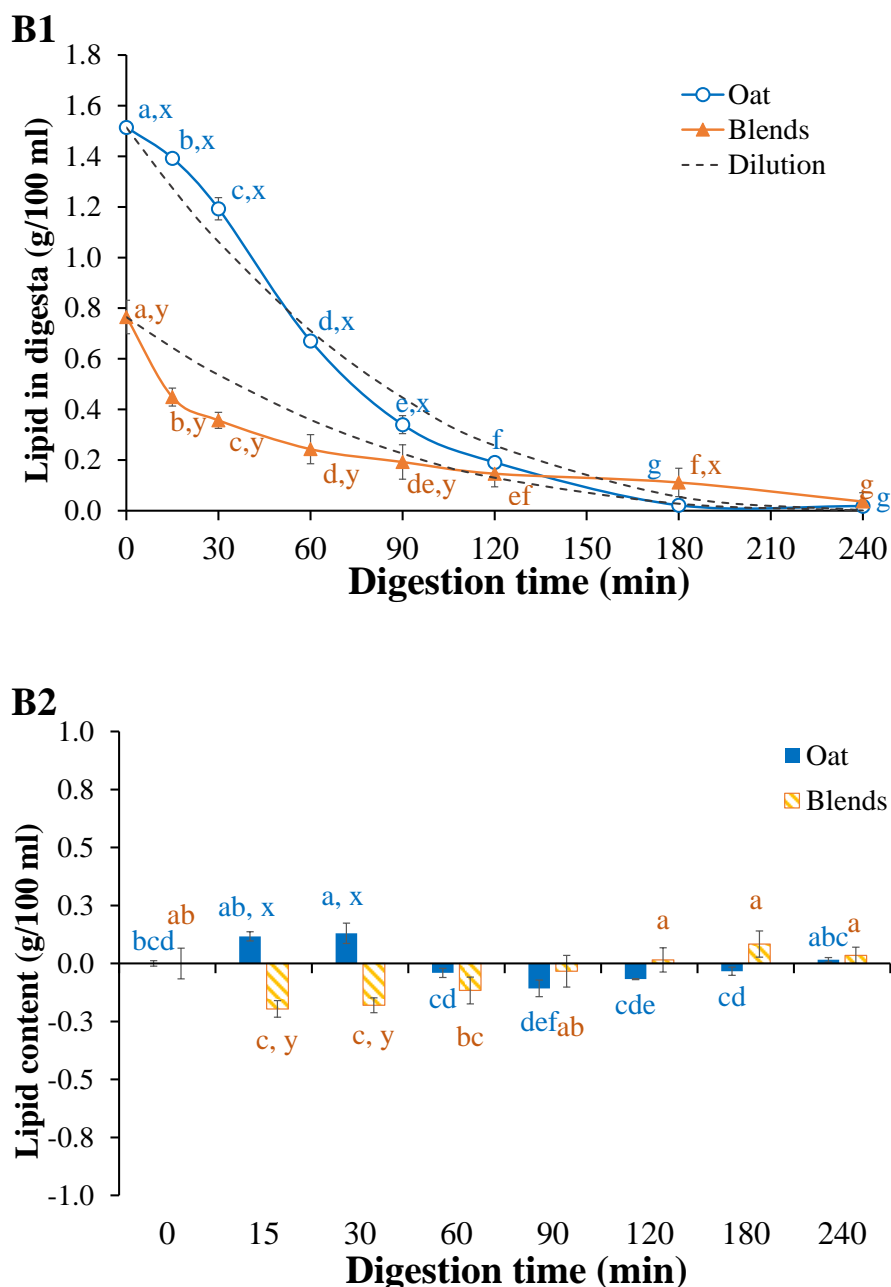 B1
1.8
1.6
1.4
1.2
1.0
0.8
0.6
0.4
0.2
0.0
Lipid in digesta (g/100 ml)
Oat
Blends
Dilution
a,x
b,x
c,x
d,x
e,x
f
g
g
a,y
b,y
c,y
d,y
de,y
ef
f,x
g
0 30 60 90 120 150 180 210 240
Digestion time (min)
B2
1.0
0.8
0.5
0.3
0.0
-0.3
-0.5
-0.8
-1.0
Lipid content (g/100 ml)
Oat
Blends
bcd
ab
ab, x
c, y
a, x
c, y
cd
bc
def
ab
cde
a
cd
a
abc
a
0 15 30 60 90 120 180 240
Digestion time (min)